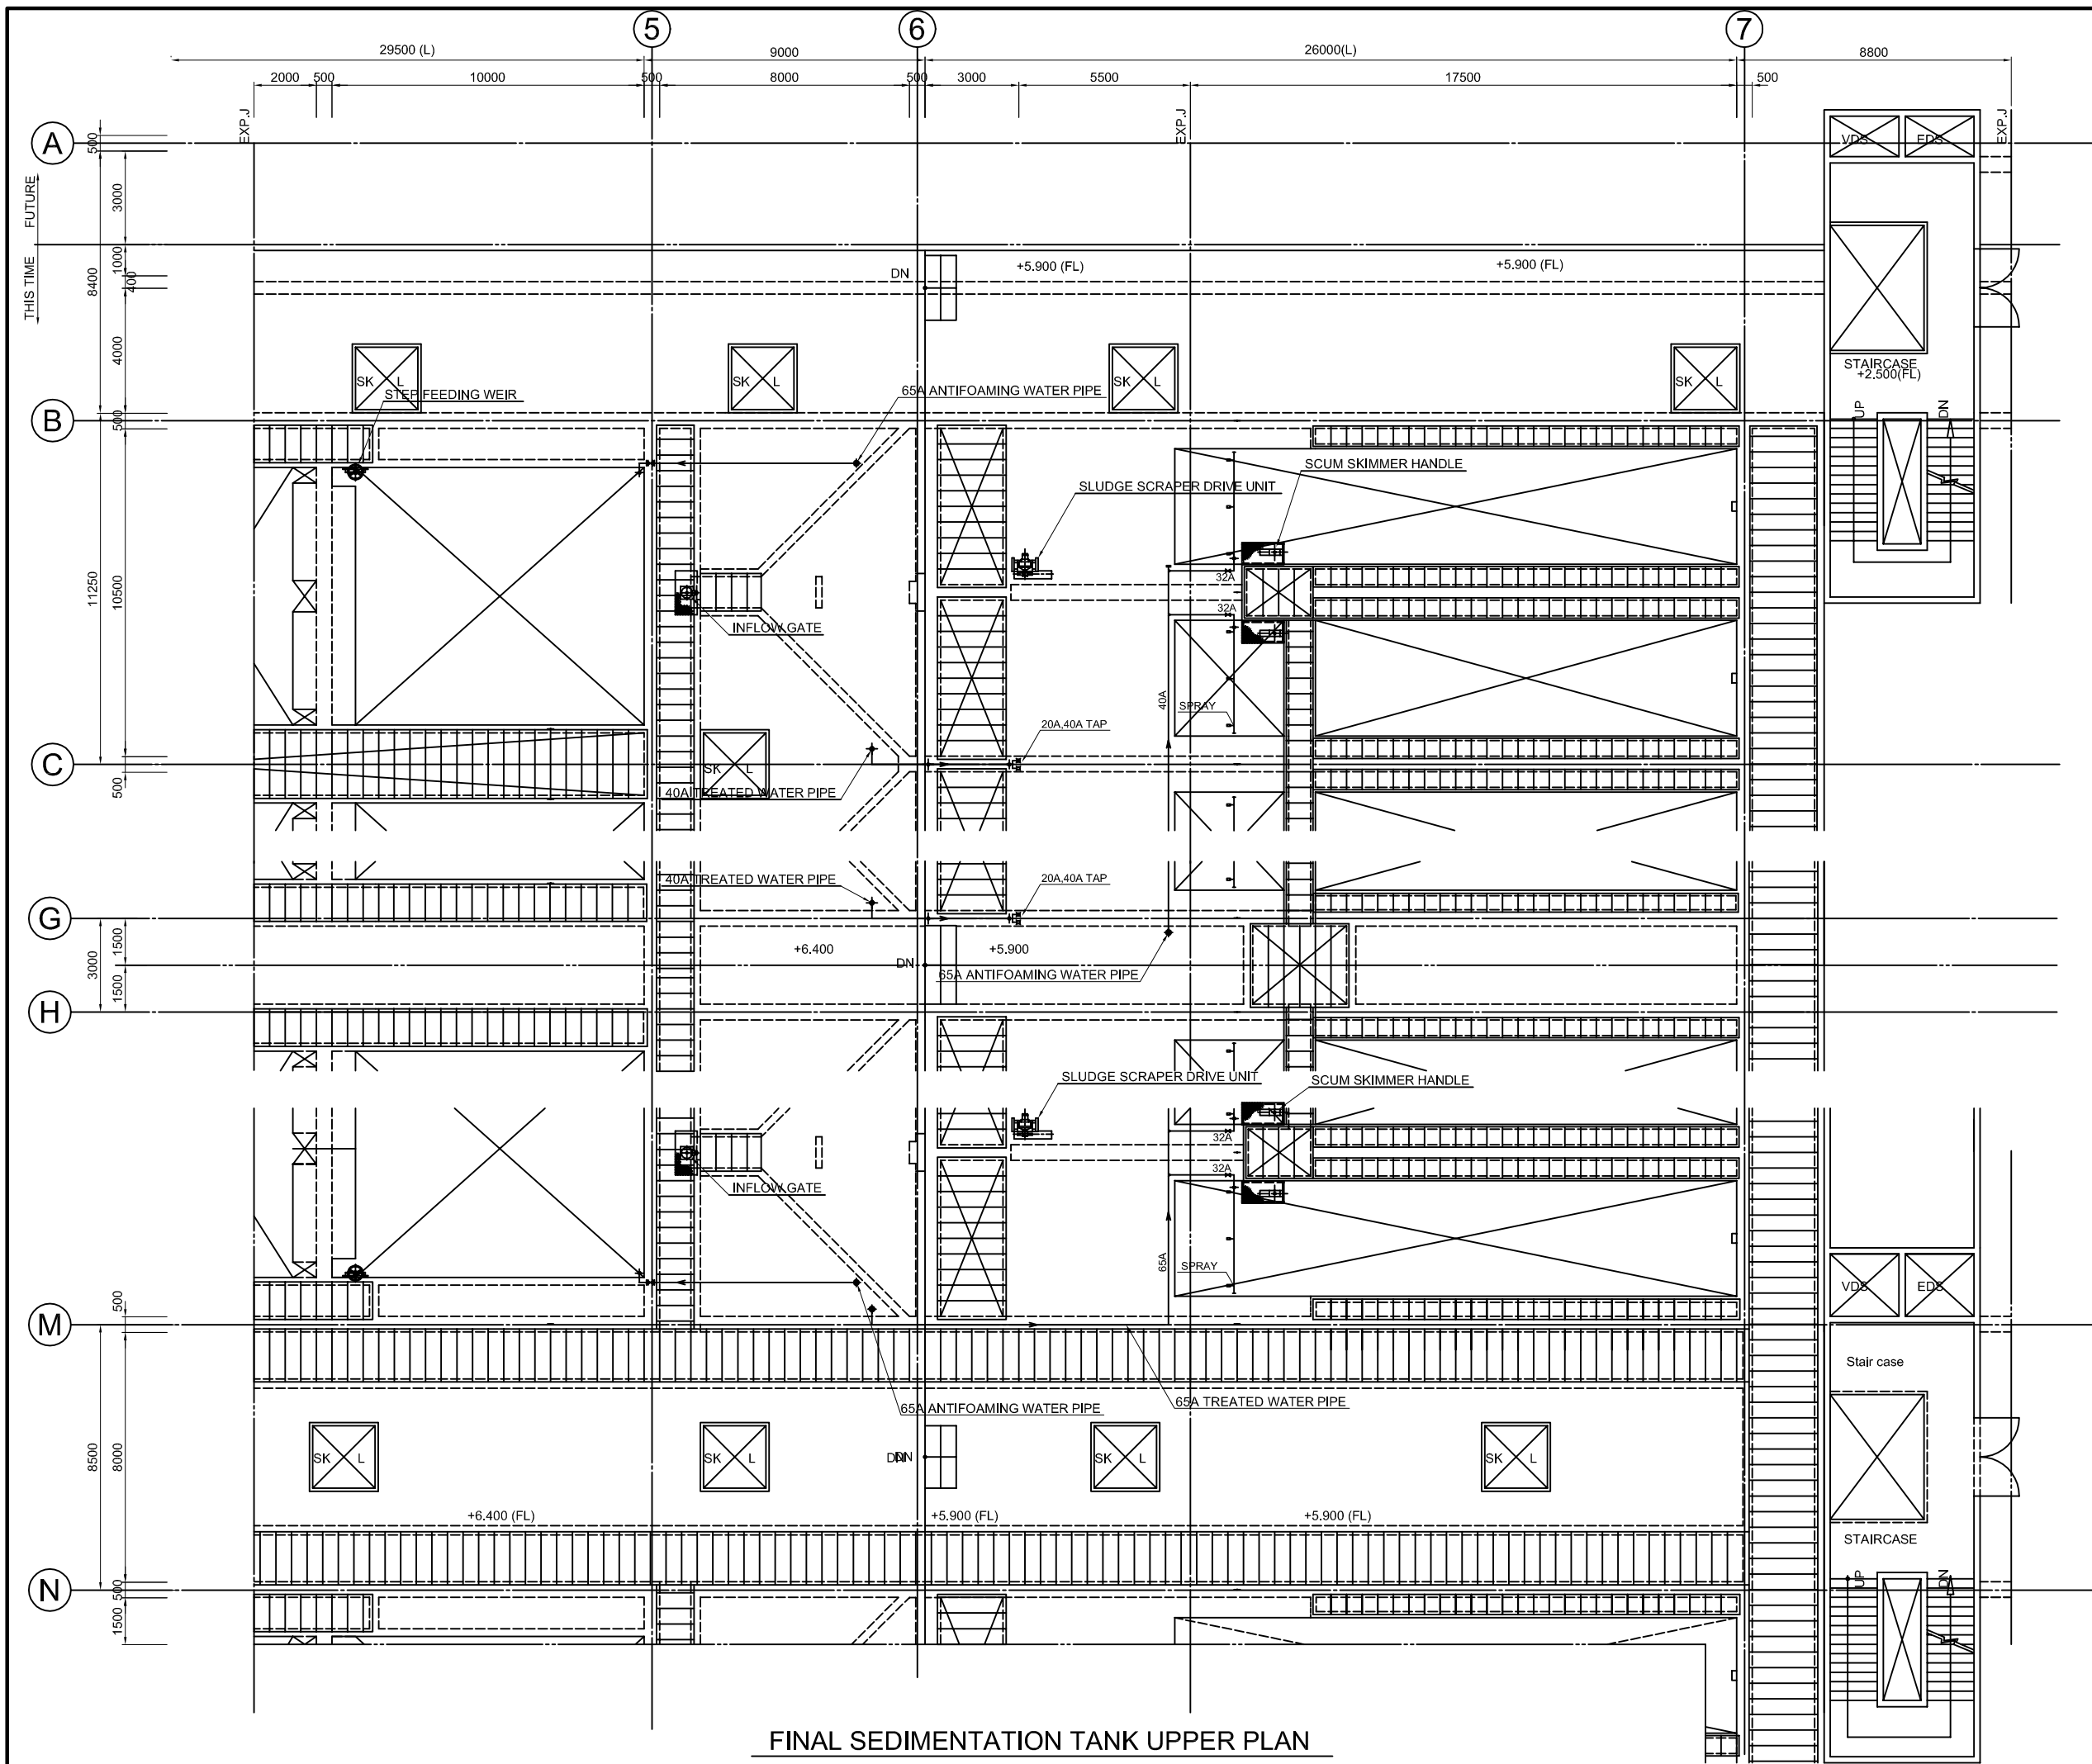 5
6
7
29500 (L)
9000
26000(L)
8800
2000
500
10000
500
8000
500
3000
5500
17500
500
EXP.J
EXP.J
EXP.J
A
500
VDS
EDS
FUTURE
THIS TIME
3000
1000
400
8400
4000
DN
+5.900 (FL)
+5.900 (FL)
STAIRCASE
+2.500(FL)
SK L
SK L
SK L
SK L
STEP FEEDING WEIR
65A ANTIFOAMING WATER PIPE
UP
DN
B
500
SCUM SKIMMER HANDLE
SLUDGE SCRAPER DRIVE UNIT
11250
10500
32A
32A
INFLOW GATE
40A
SPRAY
20A,40A TAP
C
SK L
500
40A TREATED WATER PIPE
40A TREATED WATER PIPE
20A,40A TAP
G
1500
3000
+6.400
+5.900
DN
65A ANTIFOAMING WATER PIPE
1500
H
SLUDGE SCRAPER DRIVE UNIT
SCUM SKIMMER HANDLE
32A
32A
INFLOW GATE
65A
SPRAY
VDS
EDS
500
M
Stair case
65A ANTIFOAMING WATER PIPE
65A TREATED WATER PIPE
8500
8000
SK L
SK L
DN
DN
SK L
SK L
+6.400 (FL)
+5.900 (FL)
+5.900 (FL)
STAIRCASE
UP
DN
N
500
1500
FINAL SEDIMENTATION TANK UPPER PLAN